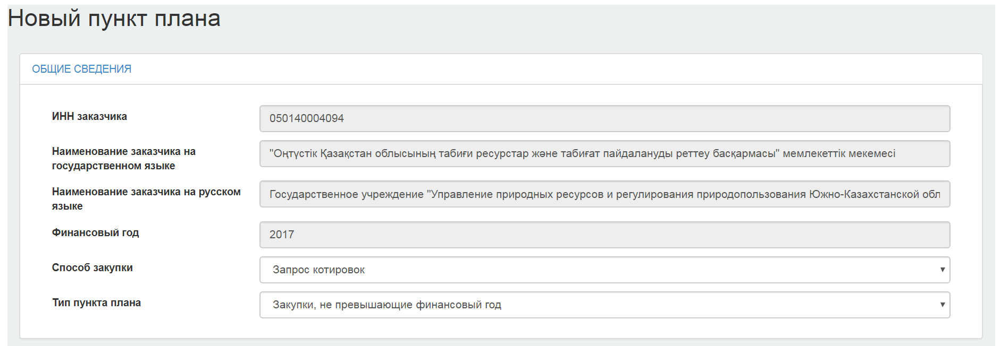 Новый пункт плана
ОБЩИЕ СВЕДЕНИЯ
ИНН заказчика
050140004094
Наименование заказчика на
государственном языке
"Оңтүстік Қазақстан облысының табиғи ресурстар және табиғат пайдалануды реттеу басқармасы" мемлекеттік мекемесі
Наименование заказчика на русском
языке
Государственное учреждение "Управление природных ресурсов и регулирования природопользования Южно-Казахстанской обл
Финансовый год
2017
Способ закупки
Запрос котировок
Тип пункта плана
Закупки, не превышающие финансовый год